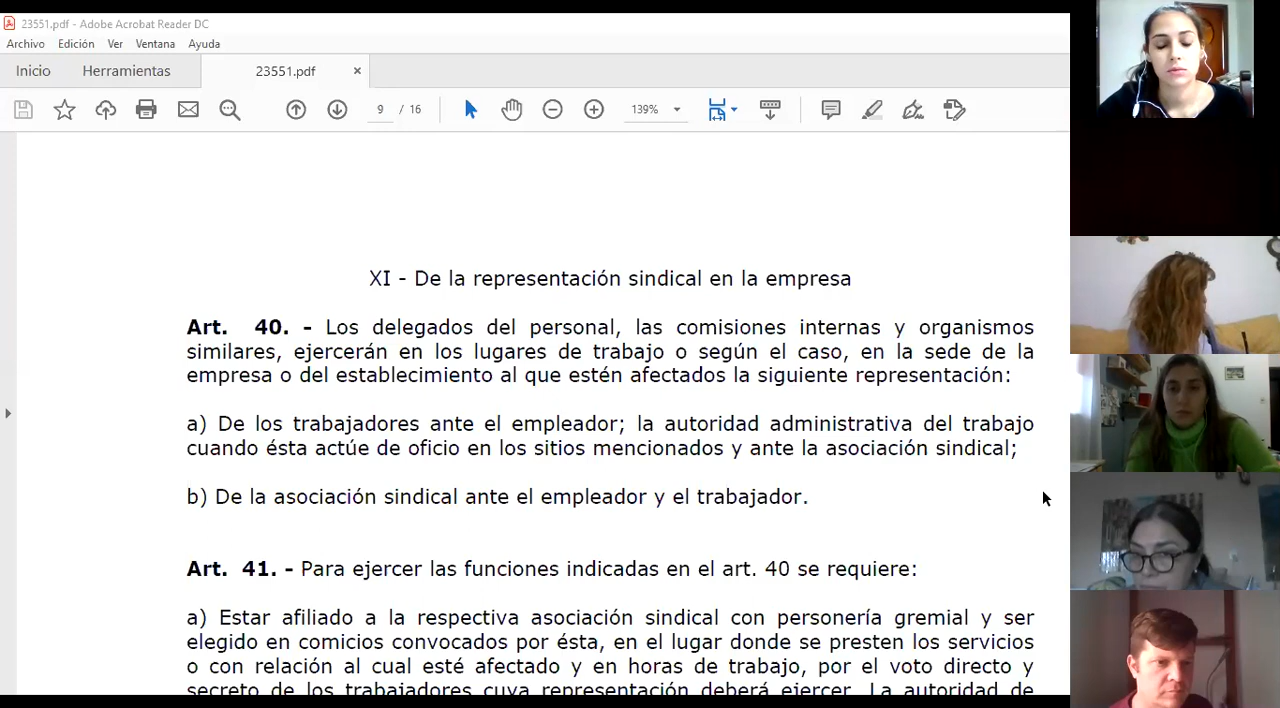 23551.pdf - Adobe Acrobat Reader DC
Archivo Edición Ver Ventana Ayuda
Inicio Herramientas 23551.pdf ×
9 / 16 139%
XI - De la representación sindical en la empresa
Art. 40. - Los delegados del personal, las comisiones internas y organismos
similares, ejercerán en los lugares de trabajo o según el caso, en la sede de la
empresa o del establecimiento al que estén afectados la siguiente representación:
a) De los trabajadores ante el empleador; la autoridad administrativa del trabajo
cuando ésta actúe de oficio en los sitios mencionados y ante la asociación sindical;
b) De la asociación sindical ante el empleador y el trabajador.
Art. 41. - Para ejercer las funciones indicadas en el art. 40 se requiere:
a) Estar afiliado a la respectiva asociación sindical con personería gremial y ser
elegido en comicios convocados por ésta, en el lugar donde se presten los servicios
o con relación al cual esté afectado y en horas de trabajo, por el voto directo y
secreto de los trabajadores cuya representación deberá ejercer. La autoridad de